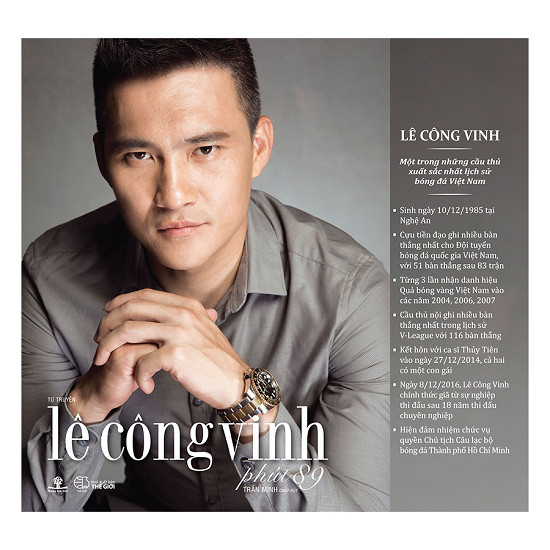 TỰ TRUYỆN
lê công vinh
phút 89
TRẦN MINH
THẾ GIỚI
LÊ CÔNG VINH
Một trong những cầu thủ
xuất sắc nhất lịch sử
bóng đá Việt Nam
Sinh ngày 10/12/1985 tại
Nghệ An
Cựu tiền đạo ghi nhiều bàn
thắng nhất cho Đội tuyển
bóng đá quốc gia Việt Nam,
với 51 bàn thắng sau 83 trận
Từng 3 lần nhận danh hiệu
Quả bóng vàng Việt Nam vào
các năm 2004, 2006, 2007
Cầu thủ nội ghi nhiều bàn
thắng nhất trong lịch sử
V-League với 116 bàn thắng
Kết hôn với ca sĩ Thủy Tiên
vào ngày 27/12/2014, cả hai
có một con gái
Ngày 8/12/2016, Lê Công Vinh
chính thức giã từ sự nghiệp
thi đấu sau 18 năm thi đấu
chuyên nghiệp
Hiện đảm nhiệm chức vụ
quyền Chủ tịch Câu lạc bộ
bóng đá Thành phố Hồ Chí Minh